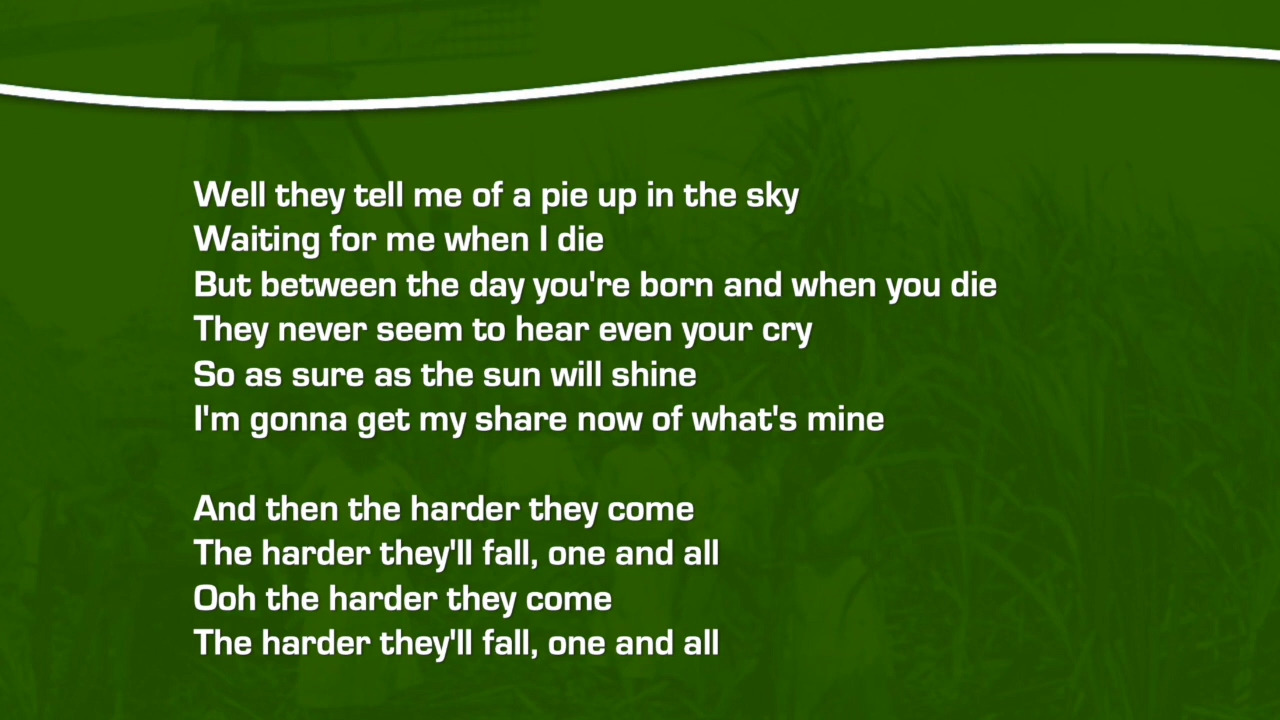 Well they tell me of a pie up in the sky
Waiting for me when I die
But between the day you're born and when you die
They never seem to hear even your cry
So as sure as the sun will shine
I'm gonna get my share now of what's mine

And then the harder they come
The harder they'll fall, one and all
Ooh the harder they come
The harder they'll fall, one and all